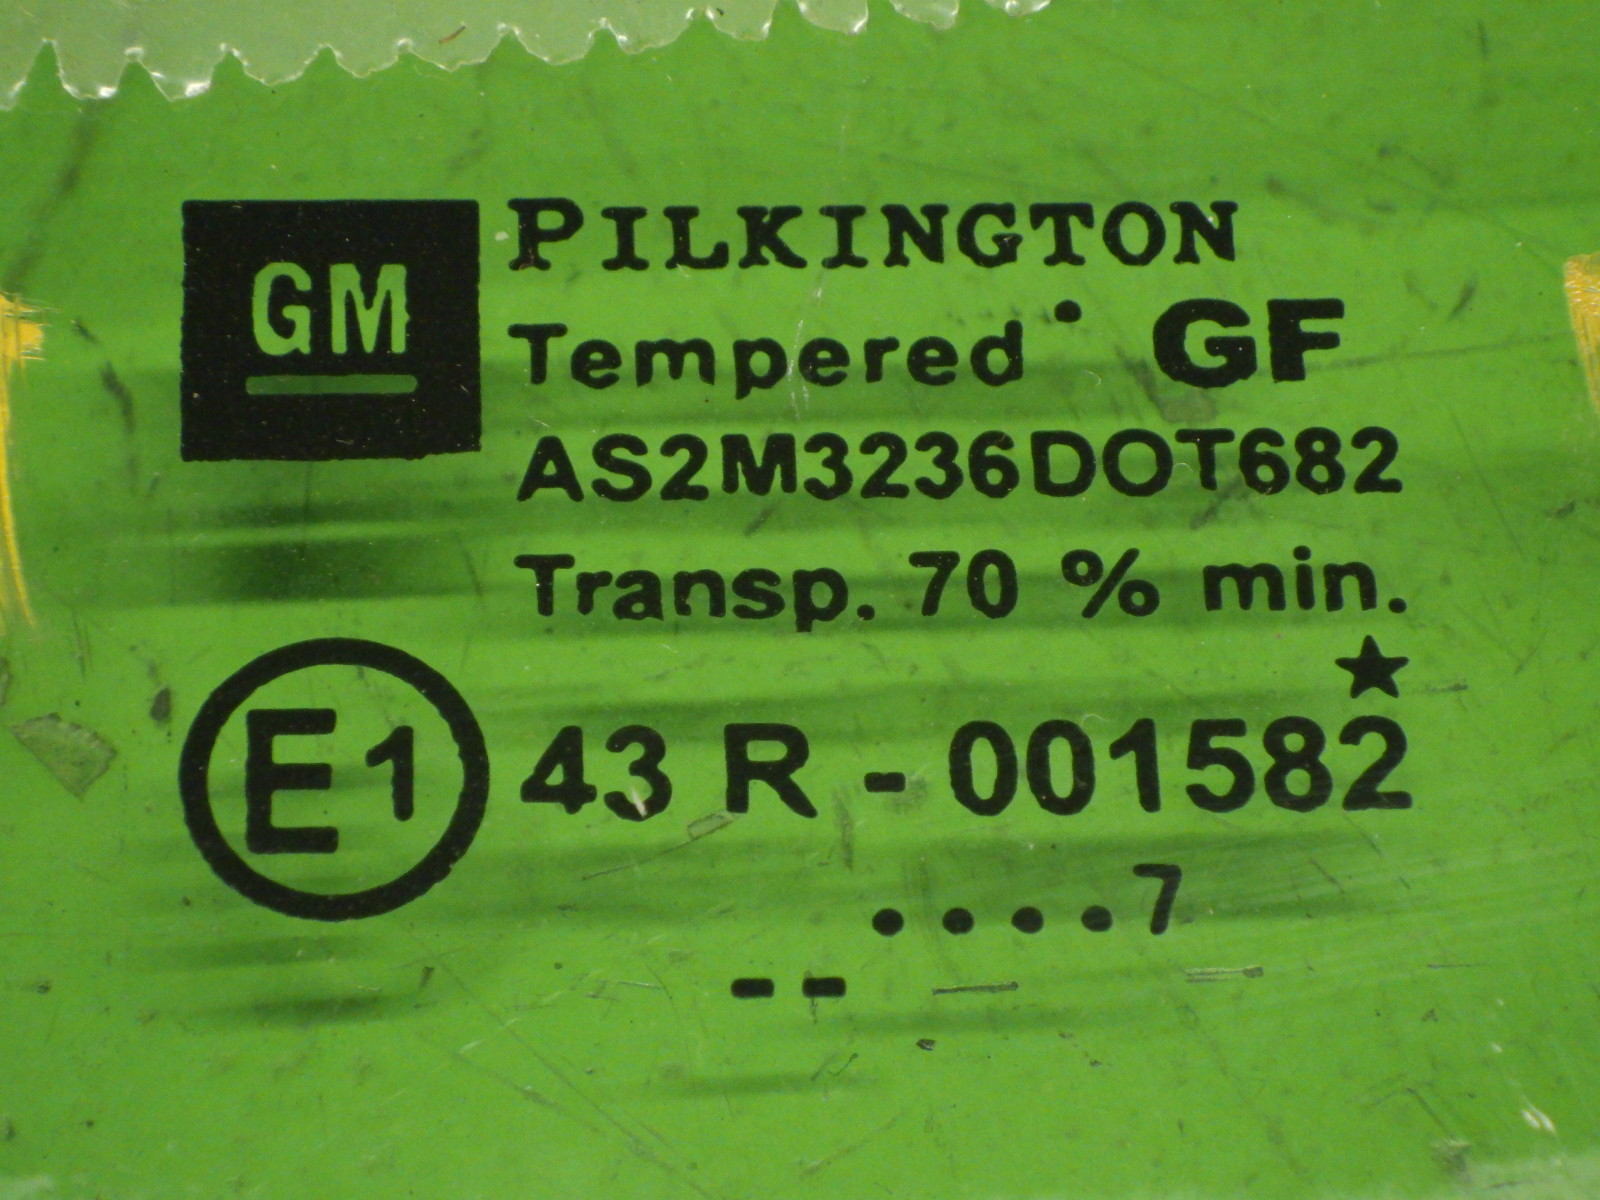 GM
PILKINGTON
Tempered GF
AS2M3236DOT682
Transp. 70 % min.
E1 43 R - 001582
....7
--